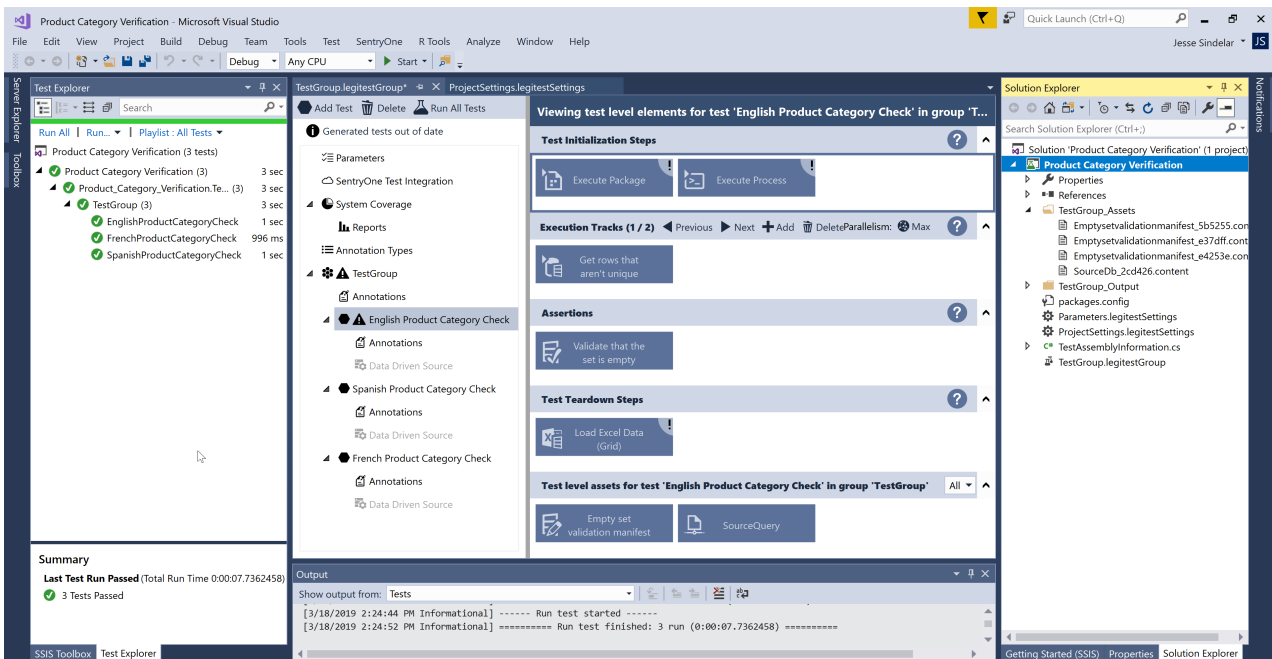 Product Category Verification - Microsoft Visual Studio
Quick Launch (Ctrl+Q)
File Edit View Project Build Debug Team Tools Test SentryOne R Tools Analyze Window Help
Jesse Sindelar JS
Debug Any CPU Start
Server Explorer
Toolbox
Test Explorer
Search
Run All | Run... | Playlist : All Tests
Product Category Verification (3 tests)
Product Category Verification (3) 3 sec
Product_Category_Verification.Te... (3) 3 sec
TestGroup (3) 3 sec
EnglishProductCategoryCheck 1 sec
FrenchProductCategoryCheck 996 ms
SpanishProductCategoryCheck 1 sec
Summary
Last Test Run Passed (Total Run Time 0:00:07.7362458)
3 Tests Passed
SSIS Toolbox Test Explorer
TestGroup.legitestGroup* ProjectSettings.legitestSettings
Add Test Delete Run All Tests
Generated tests out of date
Parameters
SentryOne Test Integration
System Coverage
Reports
Annotation Types
TestGroup
Annotations
English Product Category Check
Annotations
Data Driven Source
Spanish Product Category Check
Annotations
Data Driven Source
French Product Category Check
Annotations
Data Driven Source
Viewing test level elements for test 'English Product Category Check' in group 'T...
Test Initialization Steps ?
Execute Package ! Execute Process !
Execution Tracks (1 / 2) Previous Next Add Delete Parallelism: Max ?
Get rows that
aren't unique
Assertions ?
Validate that the
set is empty
Test Teardown Steps ?
Load Excel Data !
(Grid)
Test level assets for test 'English Product Category Check' in group 'TestGroup' All
Empty set
validation manifest
SourceQuery
Output
Show output from: Tests
[3/18/2019 2:24:44 PM Informational] ------ Run test started ------
[3/18/2019 2:24:52 PM Informational] ========== Run test finished: 3 run (0:00:07.7362458) ==========
Solution Explorer
Search Solution Explorer (Ctrl+;)
Solution 'Product Category Verification' (1 project)
Product Category Verification
Properties
References
TestGroup_Assets
Emptysetvalidationmanifest_5b5255.con
Emptysetvalidationmanifest_e37dff.cont
Emptysetvalidationmanifest_e4253e.con
SourceDb_2cd426.content
TestGroup_Output
packages.config
Parameters.legitestSettings
ProjectSettings.legitestSettings
C# TestAssemblyInformation.cs
TestGroup.legitestGroup
Getting Started (SSIS) Properties Solution Explorer
Notifications